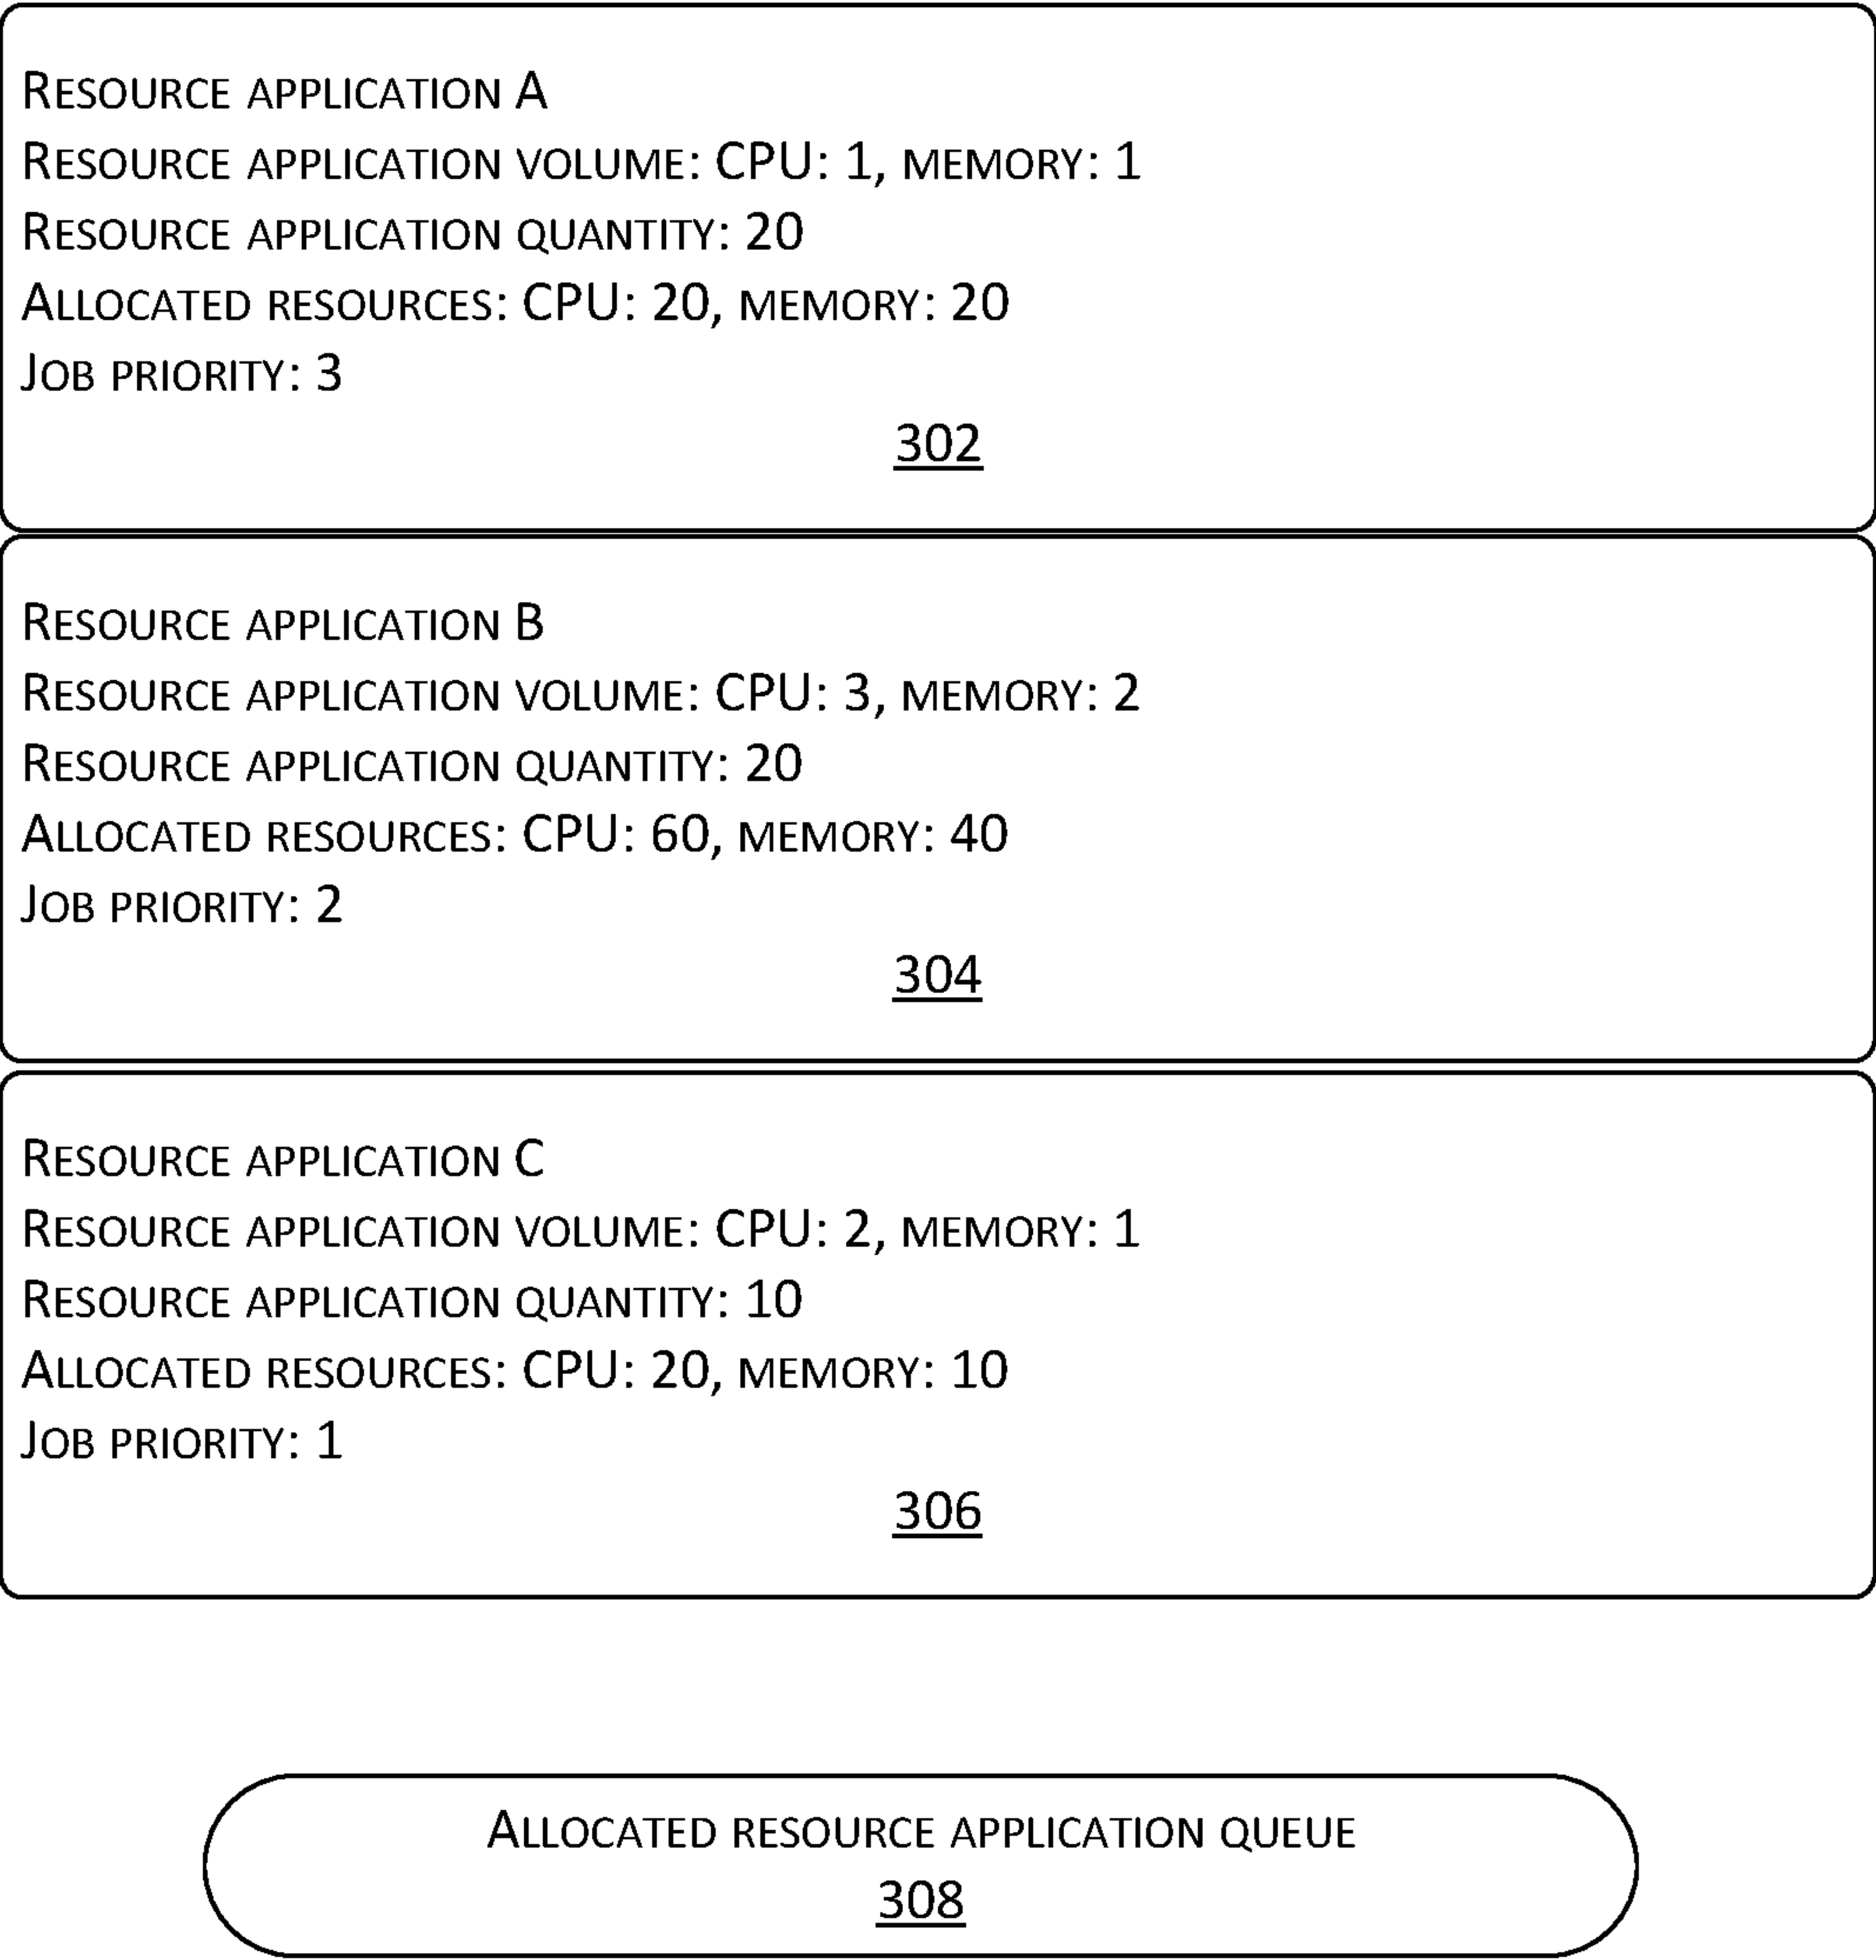 Resource application A
Resource application volume: CPU: 1, memory: 1
Resource application quantity: 20
Allocated resources: CPU: 20, memory: 20
Job priority: 3
302
Resource application B
Resource application volume: CPU: 3, memory: 2
Resource application quantity: 20
Allocated resources: CPU: 60, memory: 40
Job priority: 2
304
Resource application C
Resource application volume: CPU: 2, memory: 1
Resource application quantity: 10
Allocated resources: CPU: 20, memory: 10
Job priority: 1
306
Allocated resource application queue
308